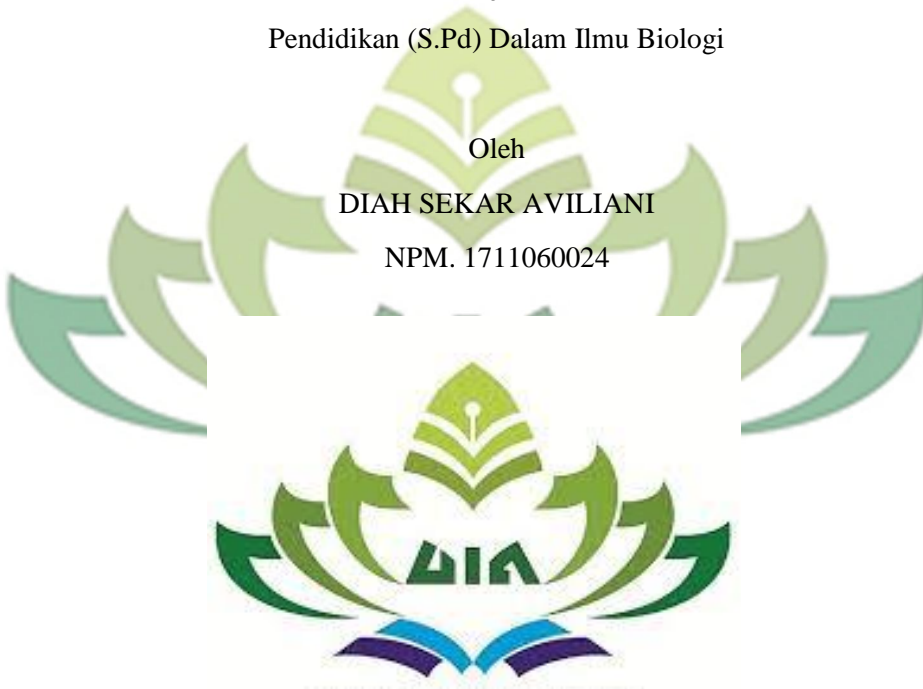 Pendidikan (S.Pd) Dalam Ilmu Biologi
Oleh
DIAH SEKAR AVILIANI
NPM. 1711060024
UIN